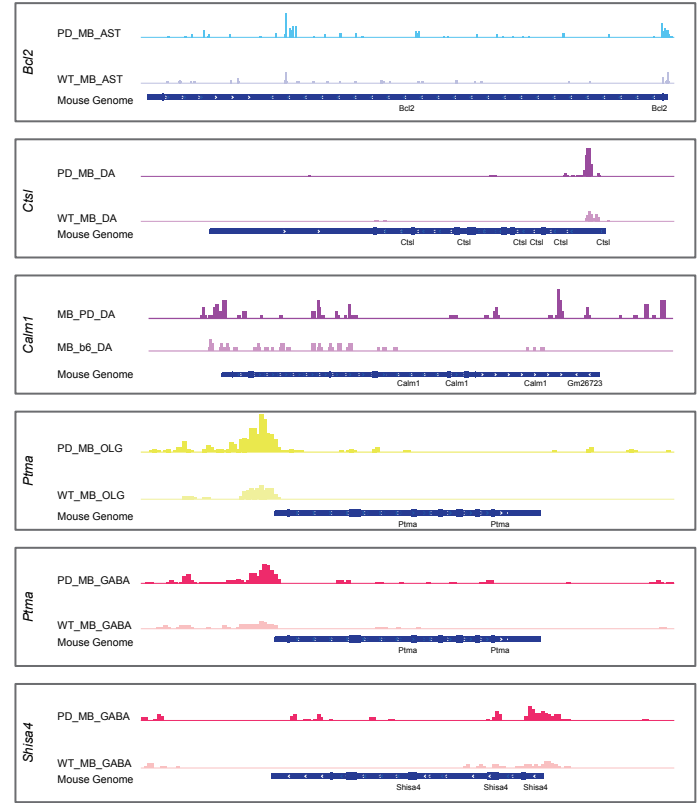 Bcl2
PD_MB_AST
WT_MB_AST
Mouse Genome
Bcl2 Bcl2
Ctsl
PD_MB_DA
WT_MB_DA
Mouse Genome
Ctsl Ctsl Ctsl Ctsl Ctsl Ctsl
Calm1
MB_PD_DA
MB_b6_DA
Mouse Genome
Calm1 Calm1 Calm1 Gm26723
Ptma
PD_MB_OLG
WT_MB_OLG
Mouse Genome
Ptma Ptma
Ptma
PD_MB_GABA
WT_MB_GABA
Mouse Genome
Ptma Ptma
Shisa4
PD_MB_GABA
WT_MB_GABA
Mouse Genome
Shisa4 Shisa4 Shisa4